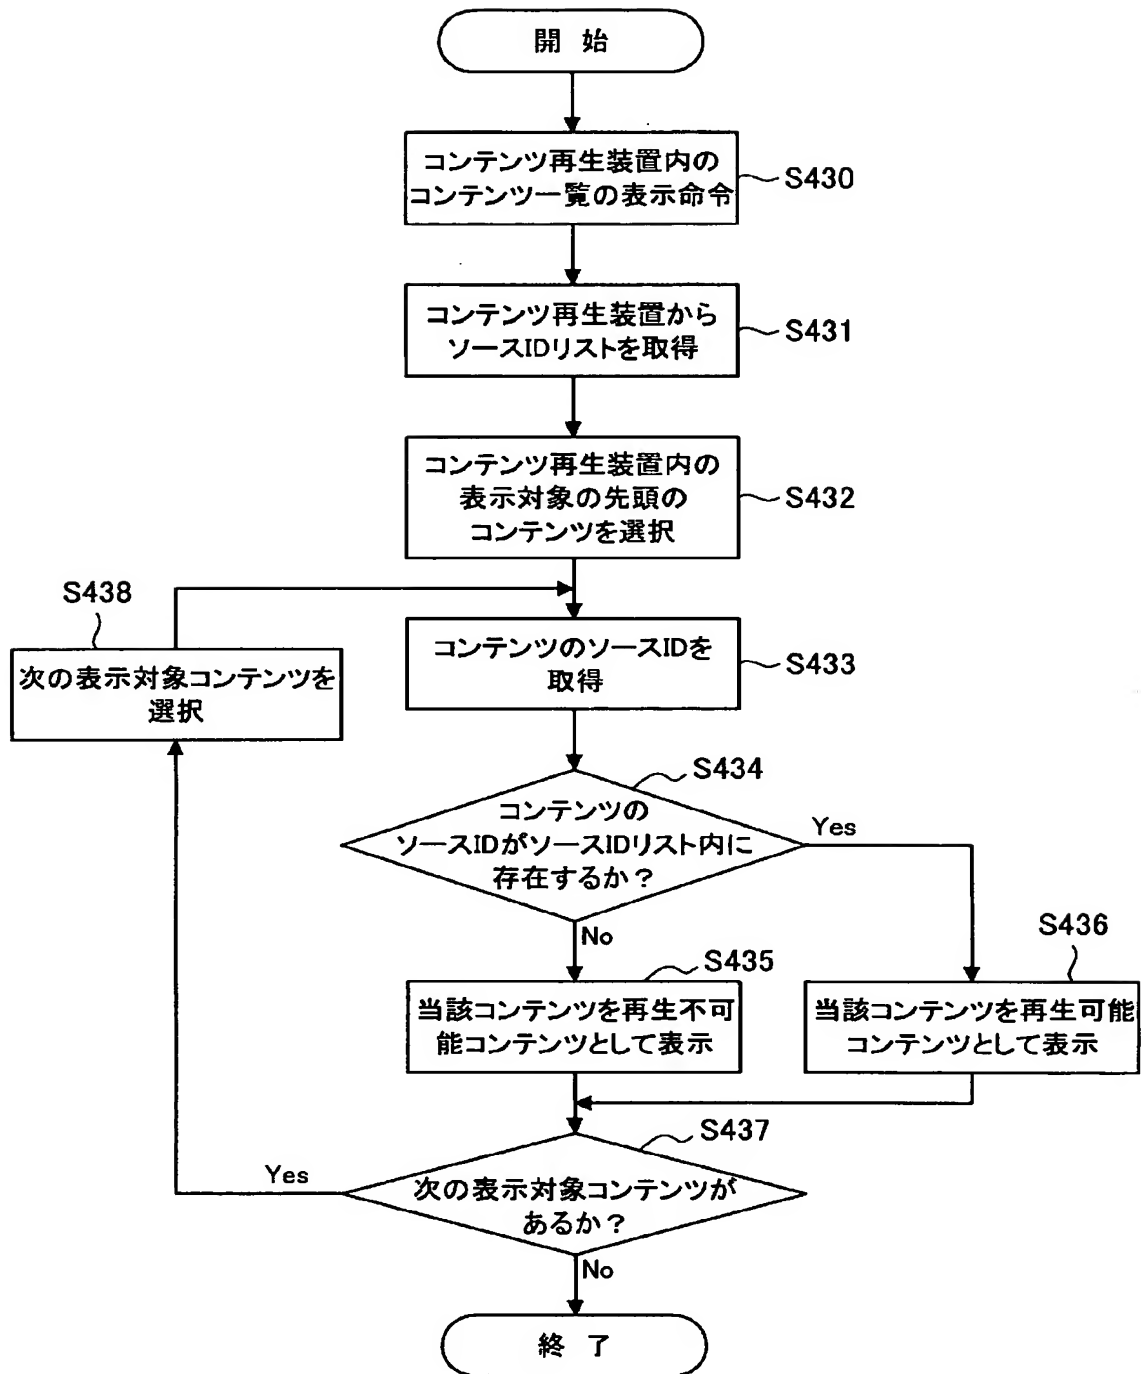 開 始
コンテンツ再生装置内の
コンテンツ一覧の表示命令
S430
コンテンツ再生装置から
ソースIDリストを取得
S431
コンテンツ再生装置内の
表示対象の先頭の
コンテンツを選択
S432
S438
次の表示対象コンテンツを
選択
コンテンツのソースIDを
取得
S433
S434
コンテンツの
ソースIDがソースIDリスト内に
存在するか?
Yes
No
S435
当該コンテンツを再生不可
能コンテンツとして表示
S436
当該コンテンツを再生可能
コンテンツとして表示
S437
Yes
次の表示対象コンテンツが
あるか?
No
終 了